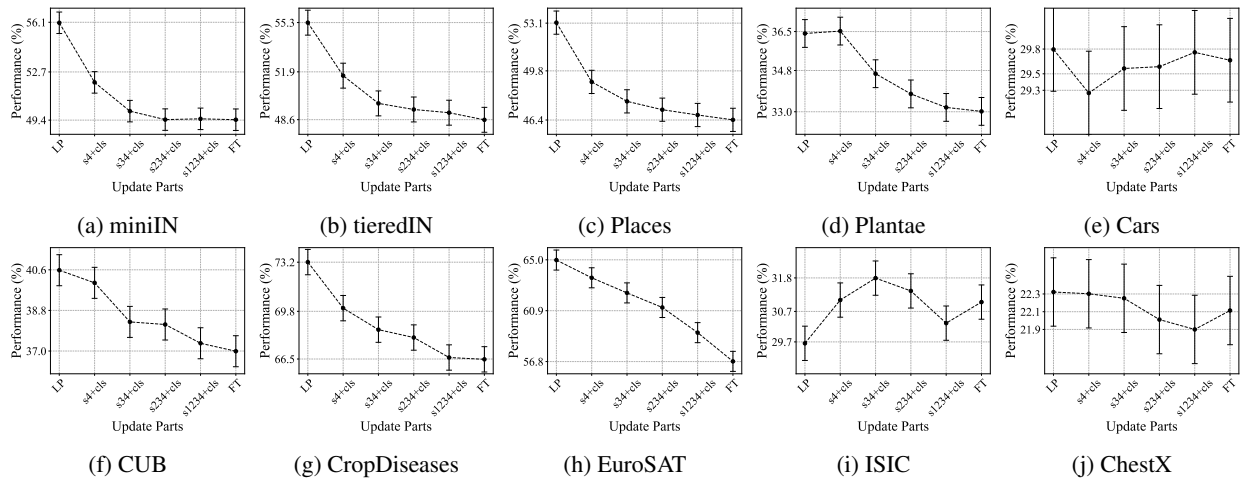 Performance (%)
56.1
52.7
49.4
LP
s4+cls
s34+cls
s234+cls
s1234+cls
FT
Update Parts
(a) miniIN
Performance (%)
55.3
51.9
48.6
LP
s4+cls
s34+cls
s234+cls
s1234+cls
FT
Update Parts
(b) tieredIN
Performance (%)
53.1
49.8
46.4
LP
s4+cls
s34+cls
s234+cls
s1234+cls
FT
Update Parts
(c) Places
Performance (%)
36.5
34.8
33.0
LP
s4+cls
s34+cls
s234+cls
s1234+cls
FT
Update Parts
(d) Plantae
Performance (%)
29.8
29.5
29.3
LP
s4+cls
s34+cls
s234+cls
s1234+cls
FT
Update Parts
(e) Cars
Performance (%)
40.6
38.8
37.0
LP
s4+cls
s34+cls
s234+cls
s1234+cls
FT
Update Parts
(f) CUB
Performance (%)
73.2
69.8
66.5
LP
s4+cls
s34+cls
s234+cls
s1234+cls
FT
Update Parts
(g) CropDiseases
Performance (%)
65.0
60.9
56.8
LP
s4+cls
s34+cls
s234+cls
s1234+cls
FT
Update Parts
(h) EuroSAT
Performance (%)
31.8
30.7
29.7
LP
s4+cls
s34+cls
s234+cls
s1234+cls
FT
Update Parts
(i) ISIC
Performance (%)
22.3
22.1
21.9
LP
s4+cls
s34+cls
s234+cls
s1234+cls
FT
Update Parts
(j) ChestX